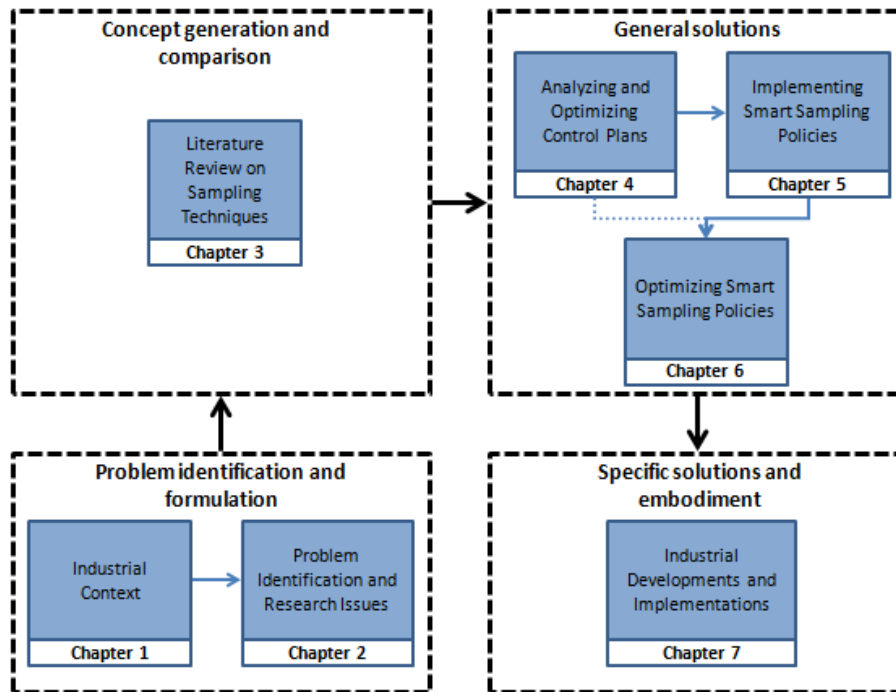 Concept generation and
comparison
Literature
Review on
Sampling
Techniques
Chapter 3
General solutions
Analyzing and
Optimizing
Control Plans
Chapter 4
Implementing
Smart Sampling
Policies
Chapter 5
Optimizing Smart
Sampling Policies
Chapter 6
Problem identification and
formulation
Industrial
Context
Chapter 1
Problem
Identification and
Research Issues
Chapter 2
Specific solutions and
embodiment
Industrial
Developments and
Implementations
Chapter 7